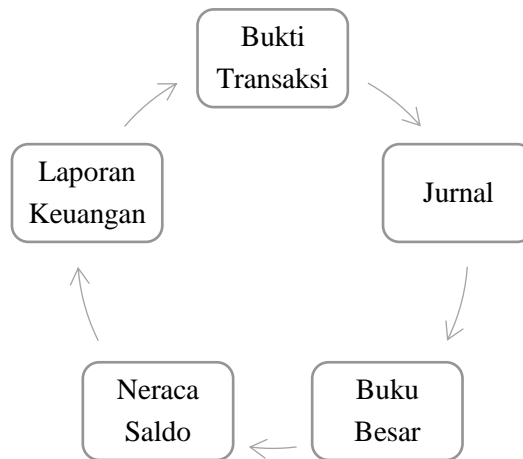 Bukti
Transaksi
Jurnal
Buku
Besar
Neraca
Saldo
Laporan
Keuangan